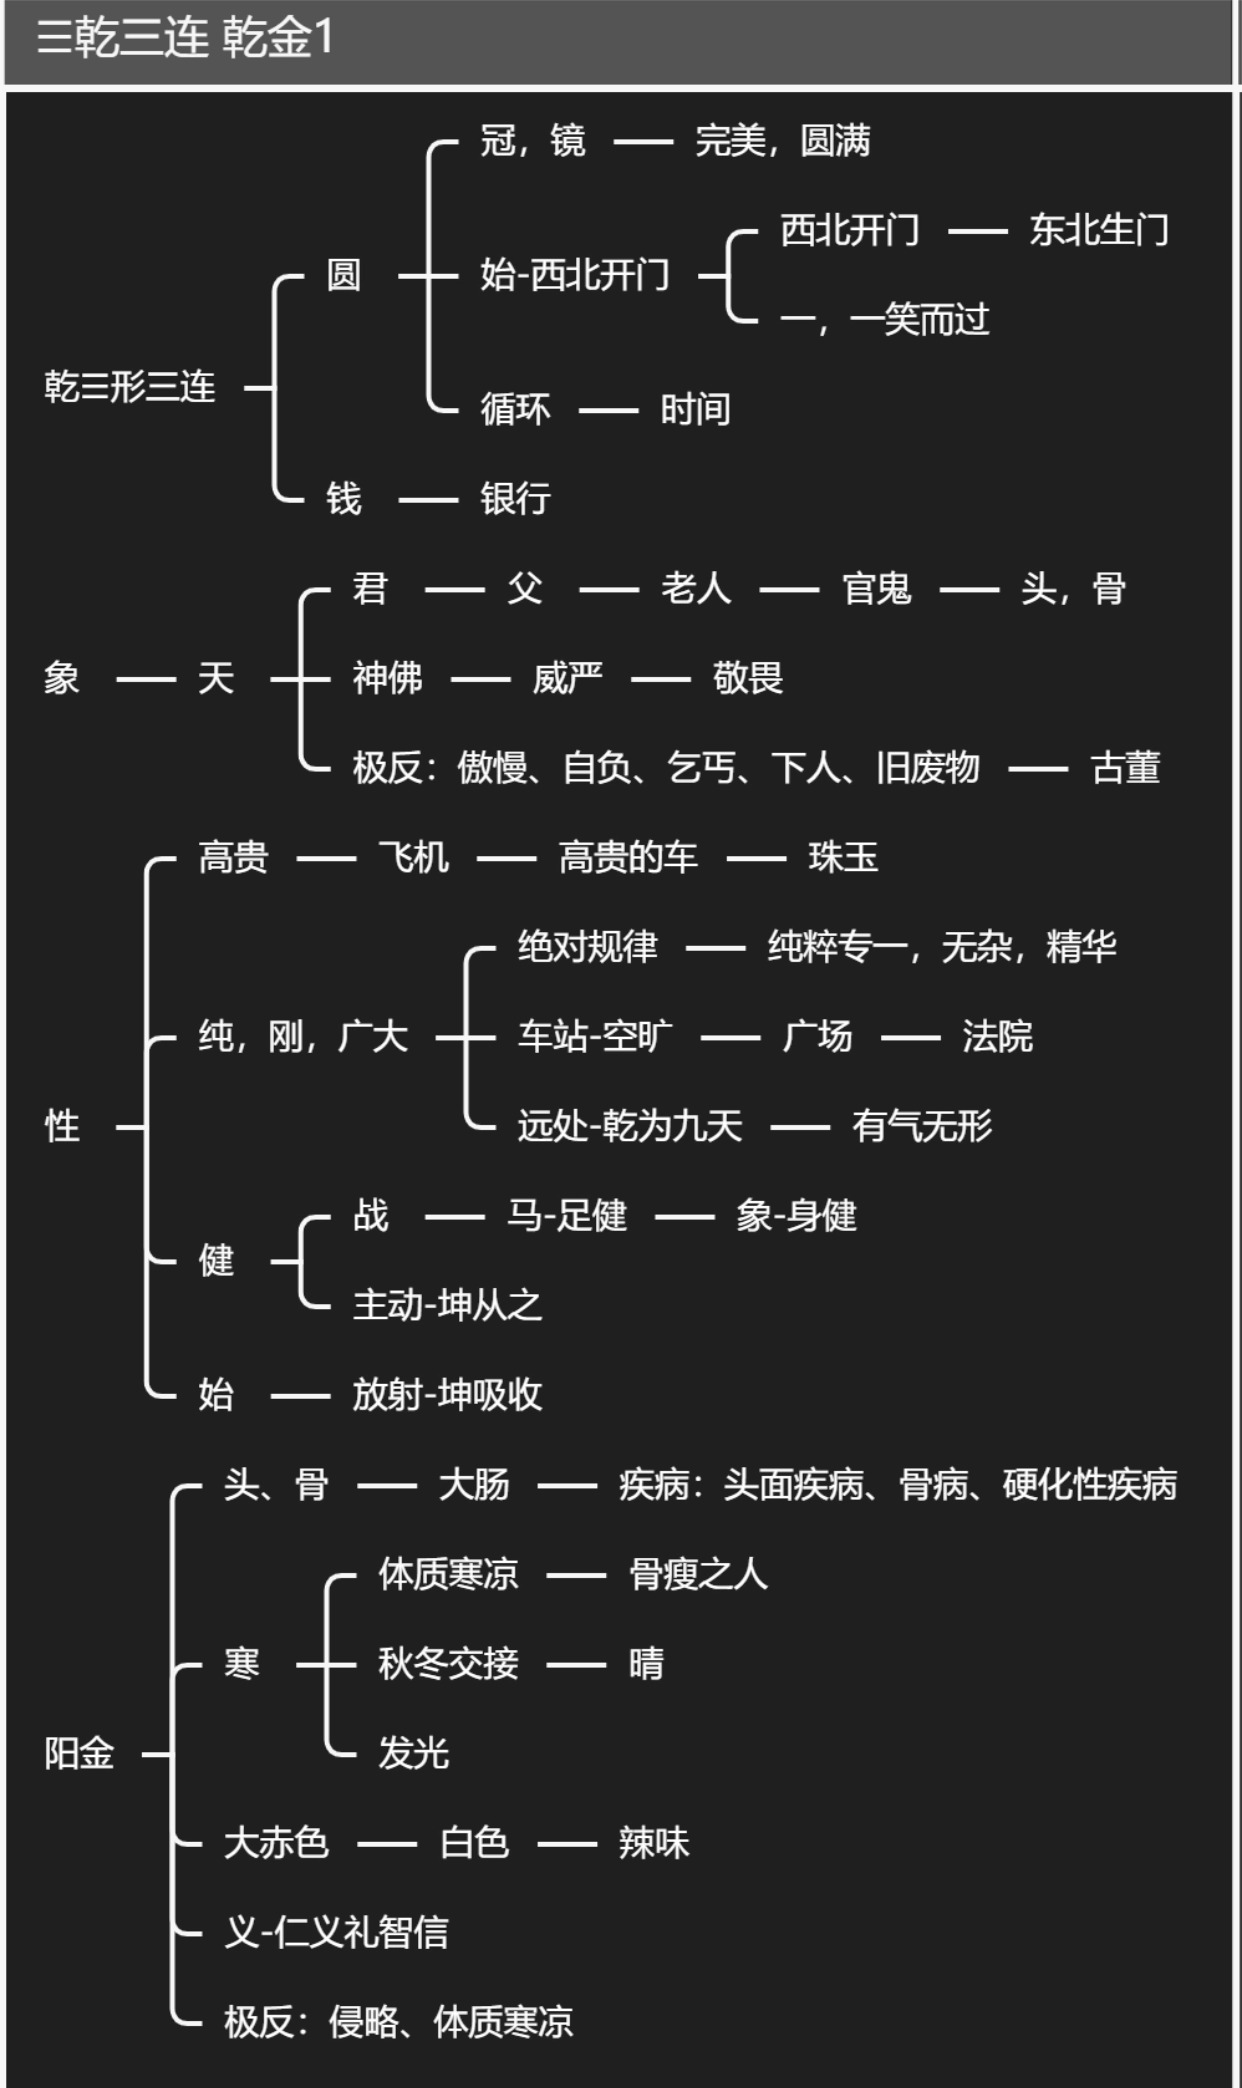 ☰乾三连 乾金1
冠，镜 完美，圆满
西北开门 东北生门
圆 始-西北开门
一，一笑而过
乾☰形三连
循环 时间
钱 银行
君 父 老人 官鬼 头，骨
象 天 神佛 威严 敬畏
极反：傲慢、自负、乞丐、下人、旧废物 古董
高贵 飞机 高贵的车 珠玉
绝对规律 纯粹专一，无杂，精华
纯，刚，广大 车站-空旷 广场 法院
性 远处-乾为九天 有气无形
战 马-足健 象-身健
健
主动-坤从之
始 放射-坤吸收
头、骨 大肠 疾病：头面疾病、骨病、硬化性疾病
体质寒凉 骨瘦之人
寒 秋冬交接 晴
阳金 发光
大赤色 白色 辣味
义-仁义礼智信
极反：侵略、体质寒凉